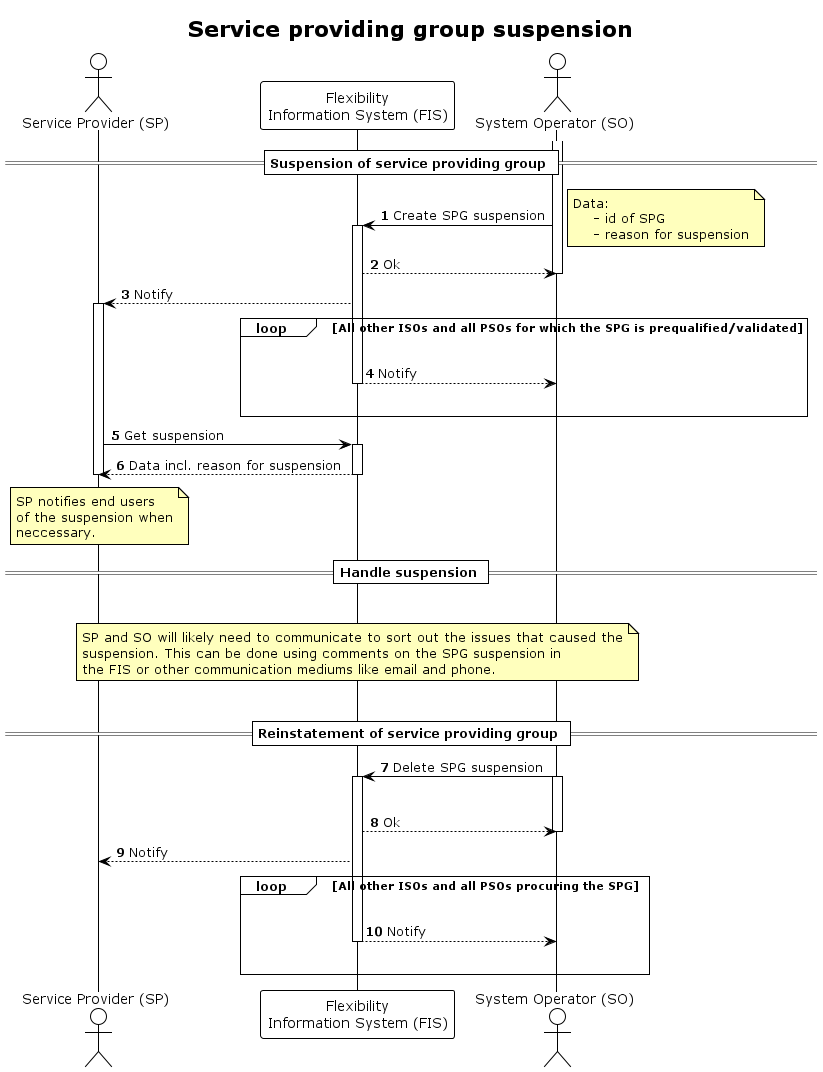 Service providing group suspension
Service Provider (SP)
Flexibility
Information System (FIS)
System Operator (SO)
Suspension of service providing group
Data:
- id of SPG
- reason for suspension
1 Create SPG suspension
2 Ok
3 Notify
loop [All other ISOs and all PSOs for which the SPG is prequalified/validated]
4 Notify
5 Get suspension
6 Data incl. reason for suspension
SP notifies end users
of the suspension when
neccessary.
Handle suspension
SP and SO will likely need to communicate to sort out the issues that caused the
suspension. This can be done using comments on the SPG suspension in
the FIS or other communication mediums like email and phone.
Reinstatement of service providing group
7 Delete SPG suspension
8 Ok
9 Notify
loop [All other ISOs and all PSOs procuring the SPG]
10 Notify
Service Provider (SP)
Flexibility
Information System (FIS)
System Operator (SO)